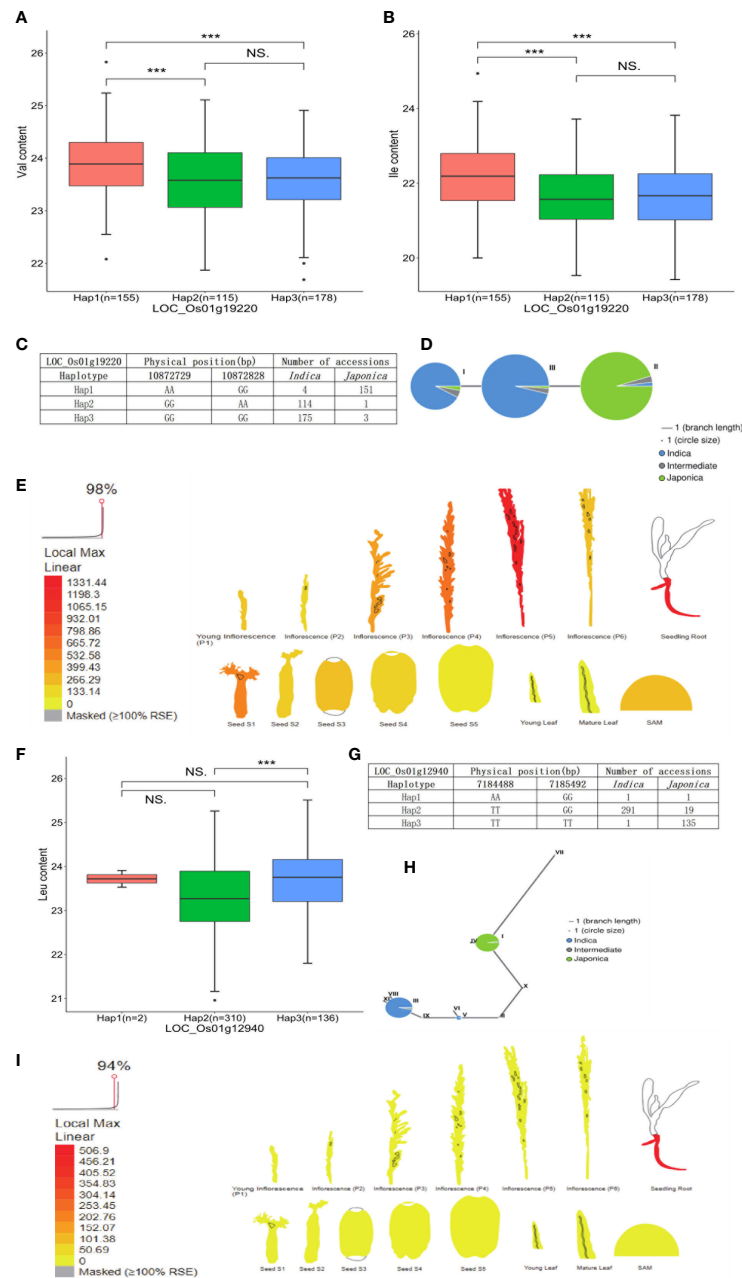 A
***
NS.
***
26
25
24
23
22
Val content
Hap1(n=155) Hap2(n=115) Hap3(n=178)
LOC_Os01g19220
B
***
***
NS.
26
24
22
20
Ile content
Hap1(n=155) Hap2(n=115) Hap3(n=178)
LOC_Os01g19220
C
LOC_Os01g19220 Physical position(bp) Number of accessions
Haplotype 10872729 10872828 Indica Japonica
Hap1 AA GG 4 151
Hap2 GG AA 114 1
Hap3 GG GG 175 3
D
I III II
1 (branch length)
1 (circle size)
Indica
Intermediate
Japonica
E
98%
Local Max
Linear
1331.44
1198.3
1065.15
932.01
798.86
665.72
532.58
399.43
266.29
133.14
0
Masked (≥100% RSE)
Young Inflorescence (P1) Inflorescence (P2) Inflorescence (P3) Inflorescence (P4) Inflorescence (P5) Inflorescence (P6) Seedling Root
Seed S1 Seed S2 Seed S3 Seed S4 Seed S5 Young Leaf Mature Leaf SAM
F
NS.
***
NS.
26
25
24
23
22
21
Leu content
Hap1(n=2) Hap2(n=310) Hap3(n=136)
LOC_Os01g12940
G
LOC_Os01g12940 Physical position(bp) Number of accessions
Haplotype 7184488 7185492 Indica Japonica
Hap1 AA GG 1 1
Hap2 TT GG 291 19
Hap3 TT TT 1 135
H
VII
IV I
X
VIII
III
IX
VI
V
II
1 (branch length)
1 (circle size)
Indica
Intermediate
Japonica
I
94%
Local Max
Linear
506.9
456.21
405.52
354.83
304.14
253.45
202.76
152.07
101.38
50.69
0
Masked (≥100% RSE)
Young Inflorescence (P1) Inflorescence (P2) Inflorescence (P3) Inflorescence (P4) Inflorescence (P5) Inflorescence (P6) Seedling Root
Seed S1 Seed S2 Seed S3 Seed S4 Seed S5 Young Leaf Mature Leaf SAM